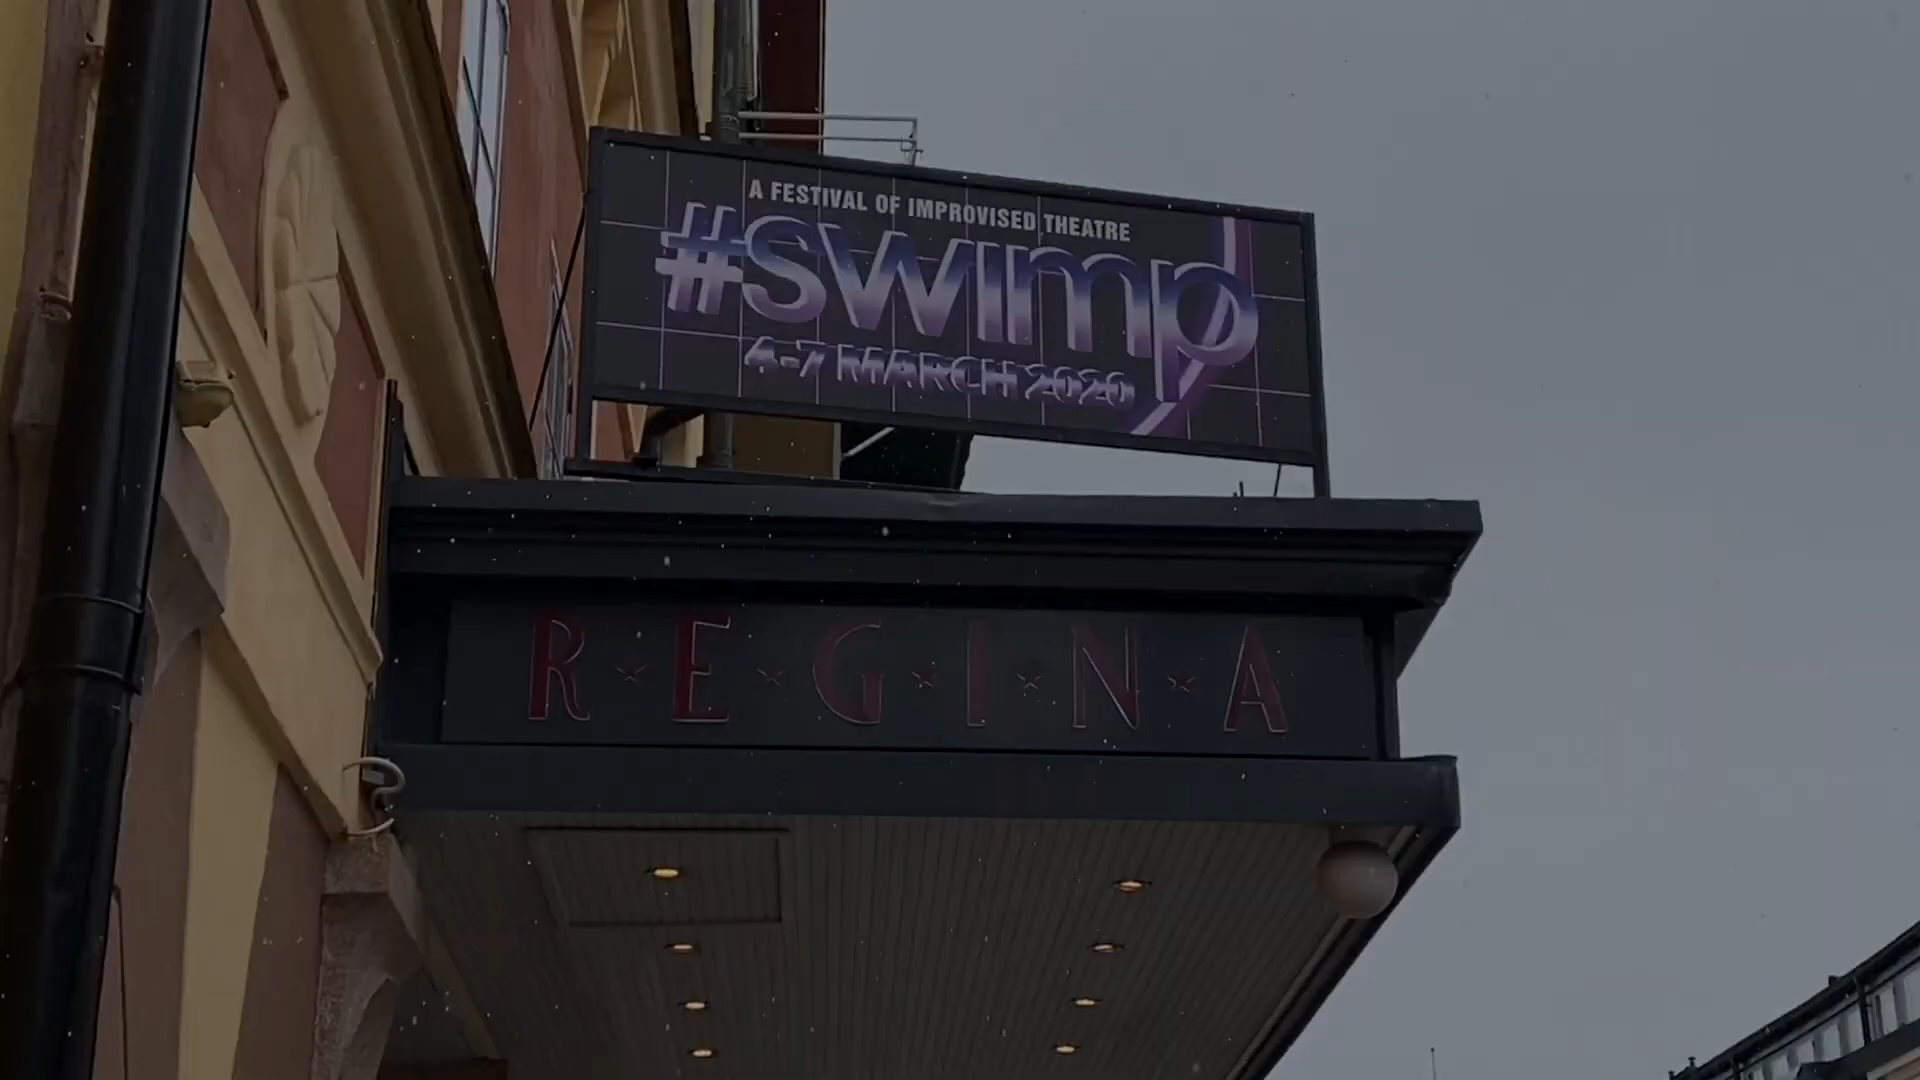 A FESTIVAL OF IMPROVISED THEATRE
#swimp
4-7 MARCH 2020
REGINA